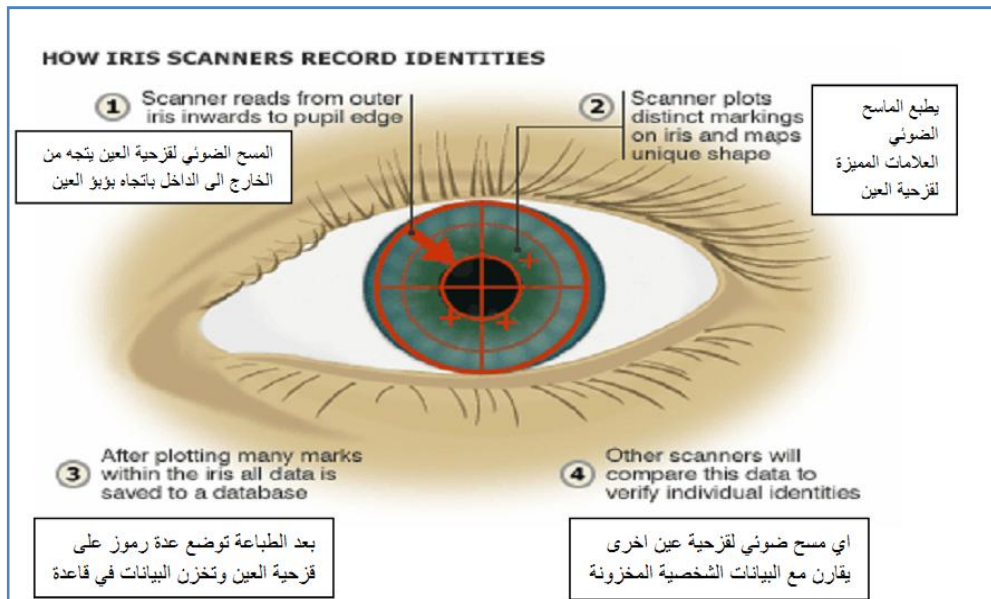 HOW IRIS SCANNERS RECORD IDENTITIES
1 Scanner reads from outer
iris inwards to pupil edge
المسح الضوئي لقزحية العين يتجه من
الخارج الى الداخل باتجاه بؤبؤ العين
2 Scanner plots
distinct markings
on iris and maps
unique shape
يطبع الماسح
الضوئي
العلامات المميزة
لقزحية العين
3 After plotting many marks
within the iris all data is
saved to a database
بعد الطباعة توضع عدة رموز على
قزحية العين وتخزن البيانات في قاعدة
4 Other scanners will
compare this data to
verify individual identities
اي مسح ضوئي لقزحية عين اخرى
يقارن مع البيانات الشخصية المخزونة